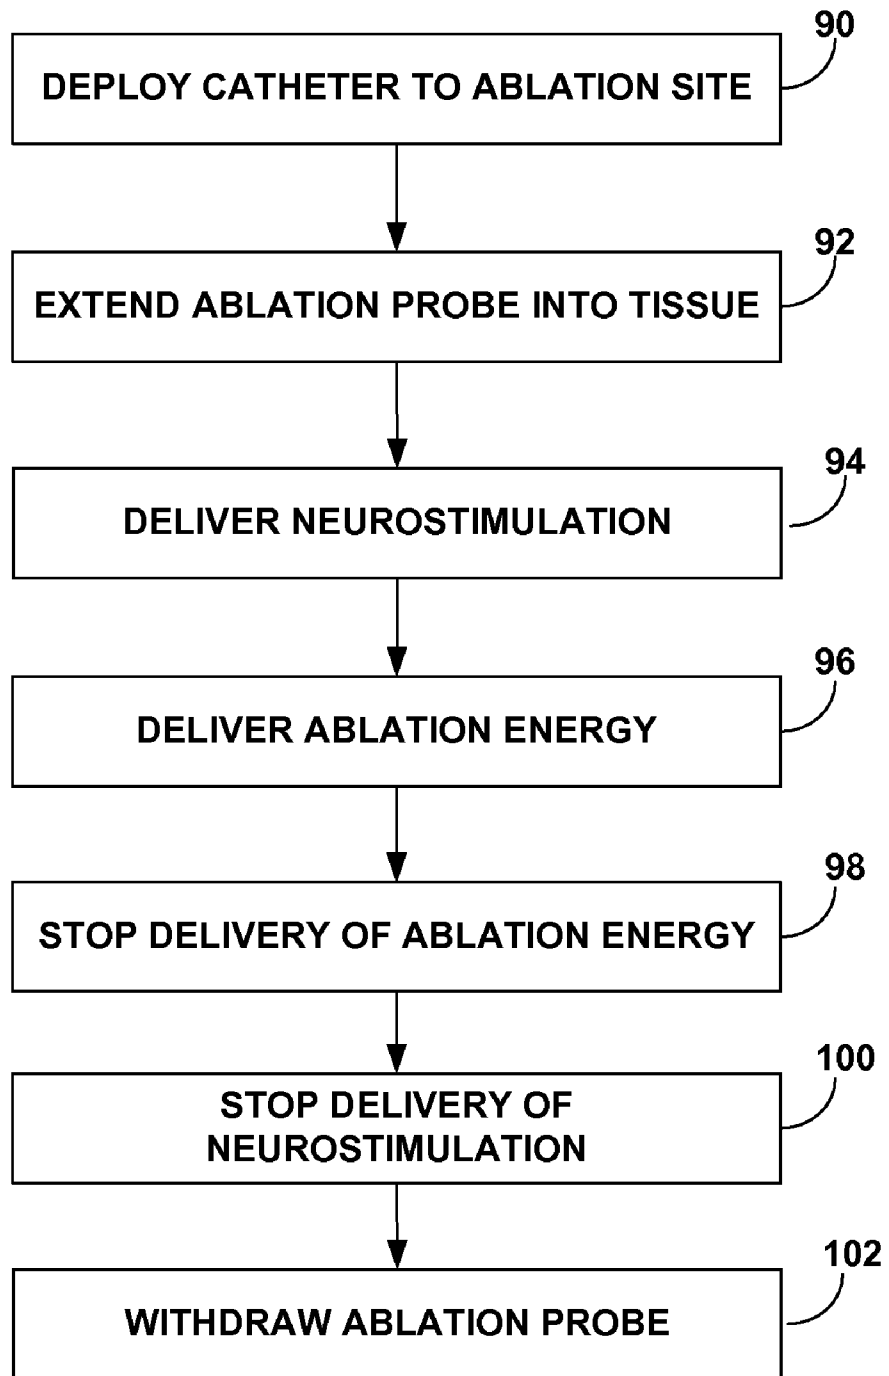 90
DEPLOY CATHETER TO ABLATION SITE
92
EXTEND ABLATION PROBE INTO TISSUE
94
DELIVER NEUROSTIMULATION
96
DELIVER ABLATION ENERGY
98
STOP DELIVERY OF ABLATION ENERGY
100
STOP DELIVERY OF
NEUROSTIMULATION
102
WITHDRAW ABLATION PROBE